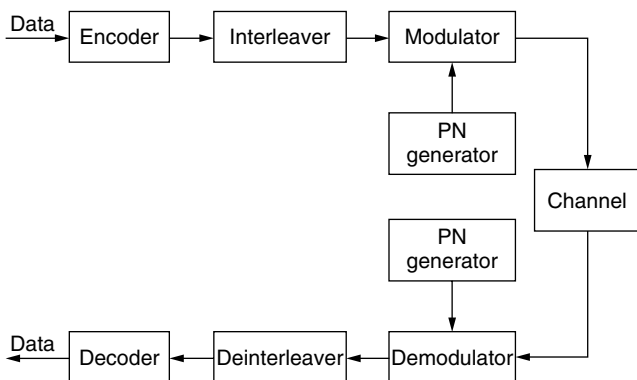 Data
Encoder
Interleaver
Modulator
PN
generator
Channel
PN
generator
Data
Decoder
Deinterleaver
Demodulator